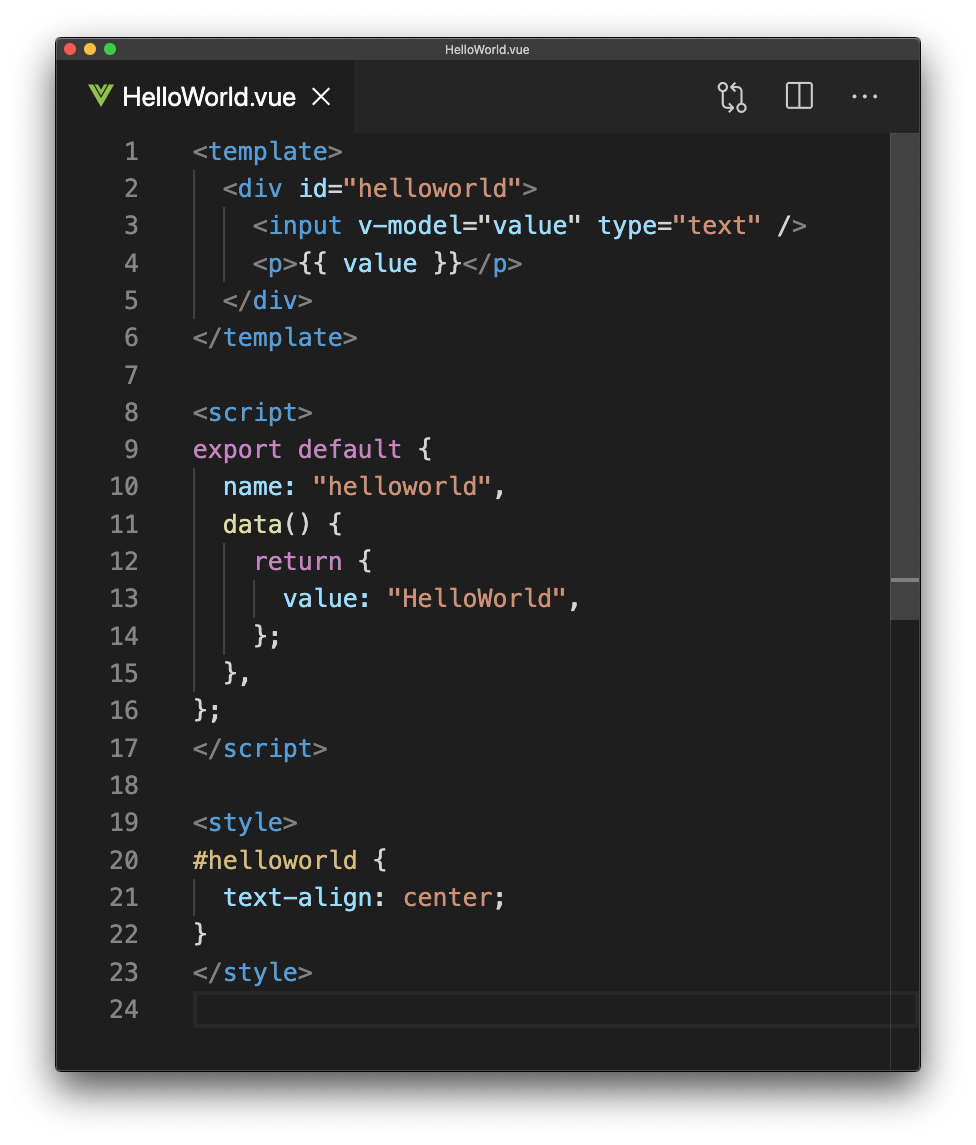 HelloWorld.vue
HelloWorld.vue
1 <template>
2   <div id="helloworld">
3     <input v-model="value" type="text" />
4     <p>{{ value }}</p>
5   </div>
6 </template>
7
8 <script>
9 export default {
10   name: "helloworld",
11   data() {
12     return {
13       value: "HelloWorld",
14     };
15   },
16 };
17 </script>
18
19 <style>
20 #helloworld {
21   text-align: center;
22 }
23 </style>
24